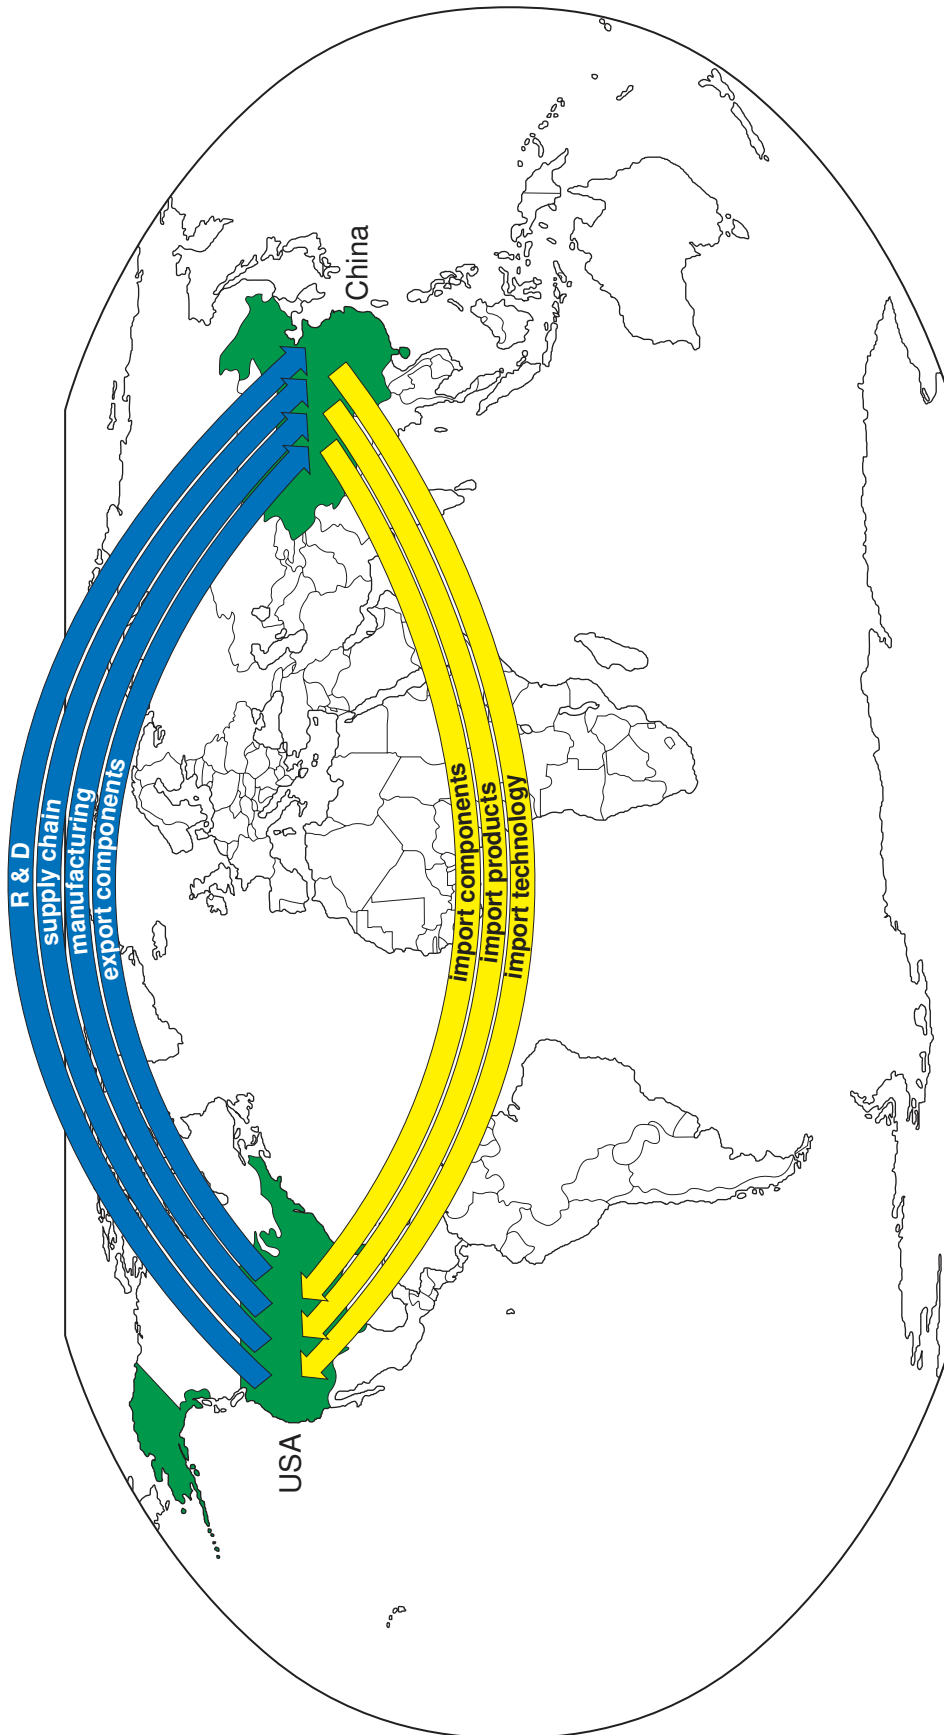 R & D
supply chain
manufacturing
export components
China
USA
import components
import products
import technology